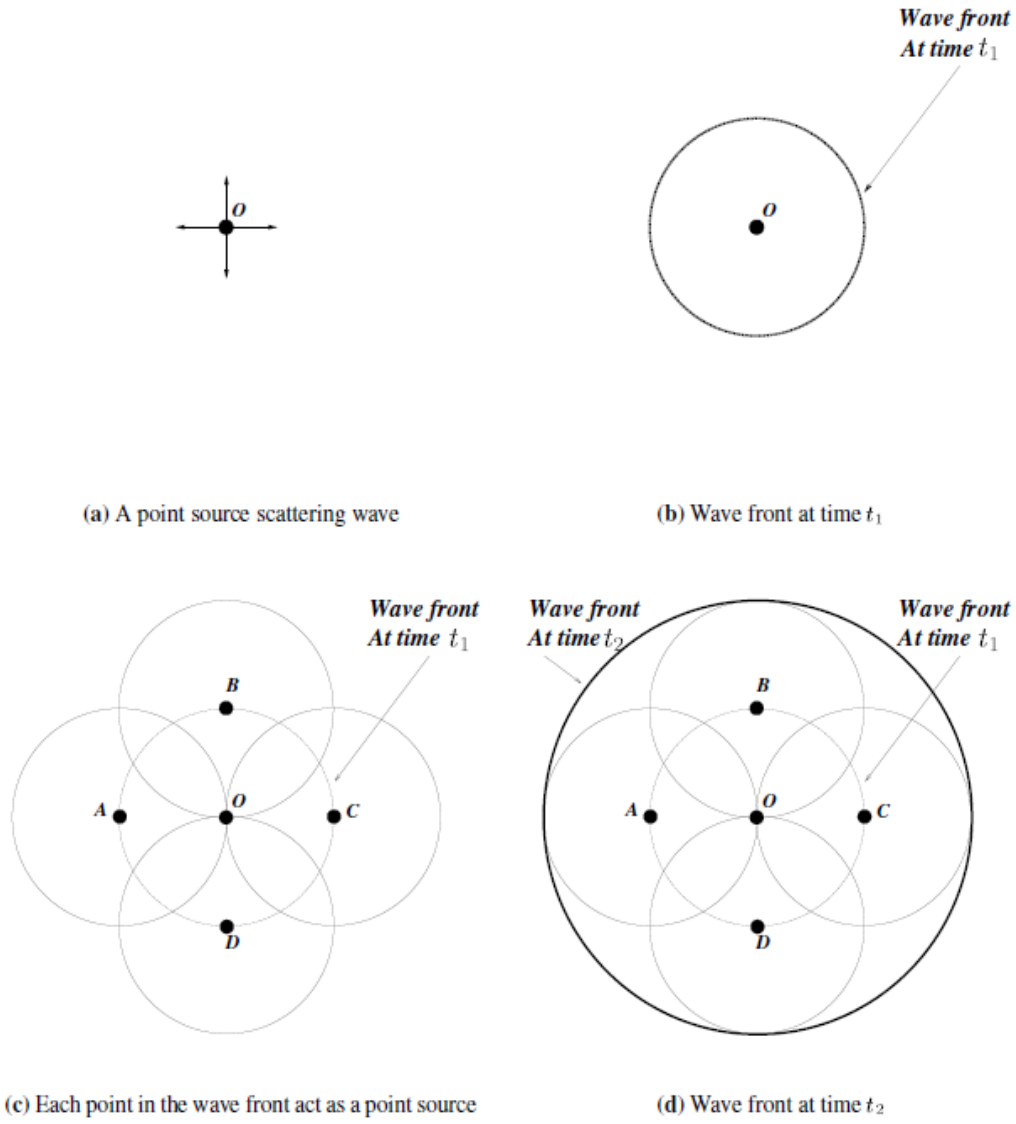 Wave front
At time t₁
O
O
(a) A point source scattering wave
(b) Wave front at time t₁
Wave front
At time t₁
B
A
O
C
D
(c) Each point in the wave front act as a point source
Wave front
At time t₂
Wave front
At time t₁
B
A
O
C
D
(d) Wave front at time t₂